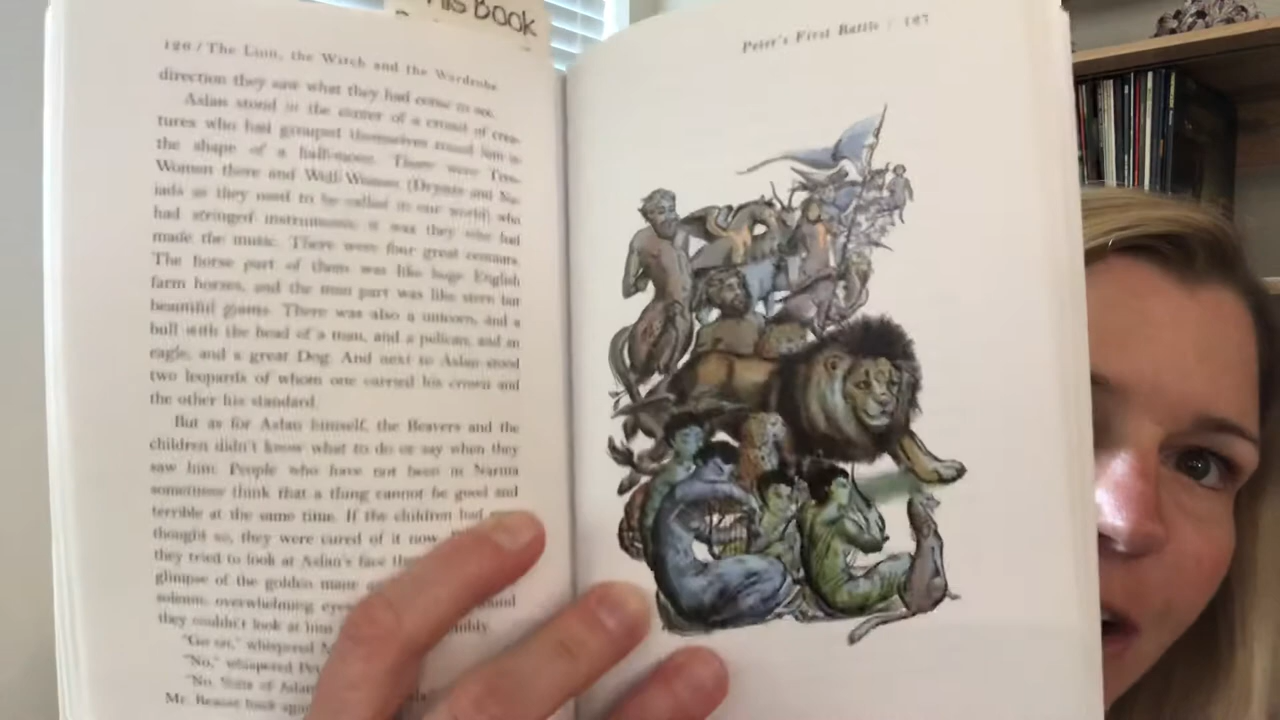 His Book
126 / The Lion, the Witch and the Wardrobe
direction they saw what they had come to see.
Aslan stood in the center of a crowd of crea-
tures who had grouped themselves round him in
the shape of a half-moon. There were Tree-
Women there and Well-Women (Dryads and Na-
iads as they used to be called in our world) who
had stringed instruments; it was they who had
made the music. There were four great centaurs.
The horse part of them was like huge English
farm horses, and the man part was like stern but
beautiful giants. There was also a unicorn, and a
bull with the head of a man, and a pelican, and an
eagle, and a great Dog. And next to Aslan stood
two leopards of whom one carried his crown and
the other his standard.
But as for Aslan himself, the Beavers and the
children didn't know what to do or say when they
saw him. People who have not been in Narnia
sometimes think that a thing cannot be good and
terrible at the same time. If the children had
thought so, they were cured of it now.
they tried to look at Aslan's face
glimpse of the golden mane
solemn, overwhelming eyes
they couldn't look at him
"Go on," whispered
"No," whispered
"No, Sons of Adam
Mr. Beaver back
Peter's First Battle / 127